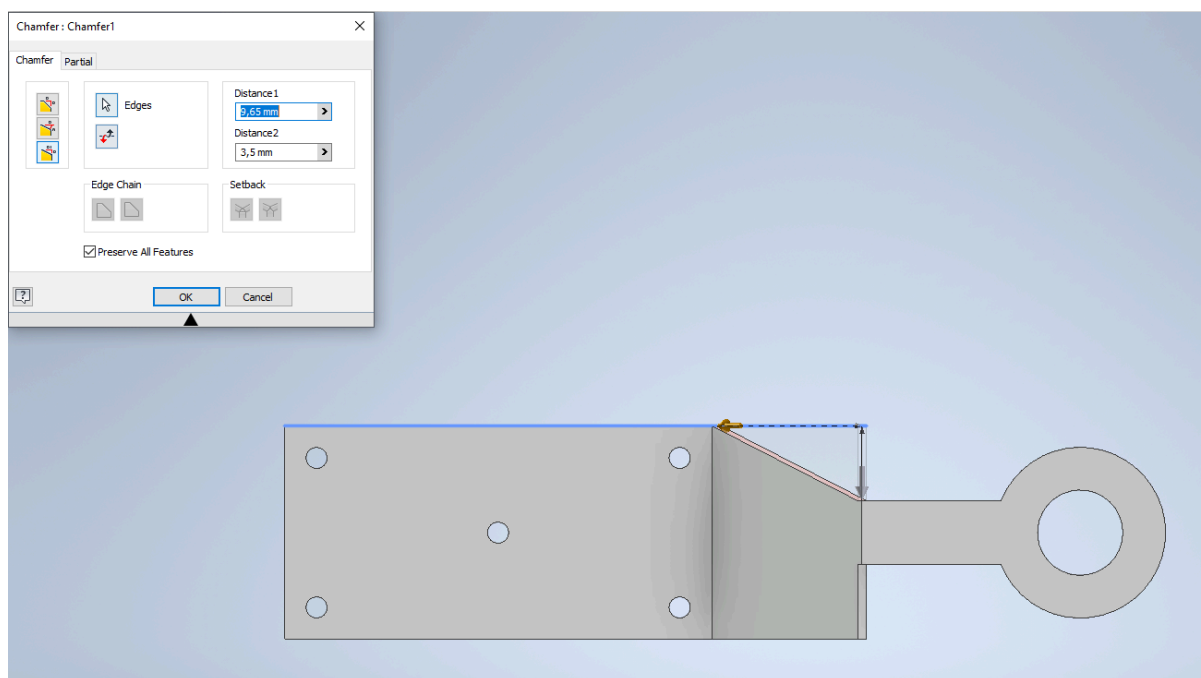 Chamfer : Chamfer1
Chamfer Partial
Edges
Distance1
9,65 mm
Distance2
3,5 mm
Edge Chain
Setback
Preserve All Features
OK Cancel